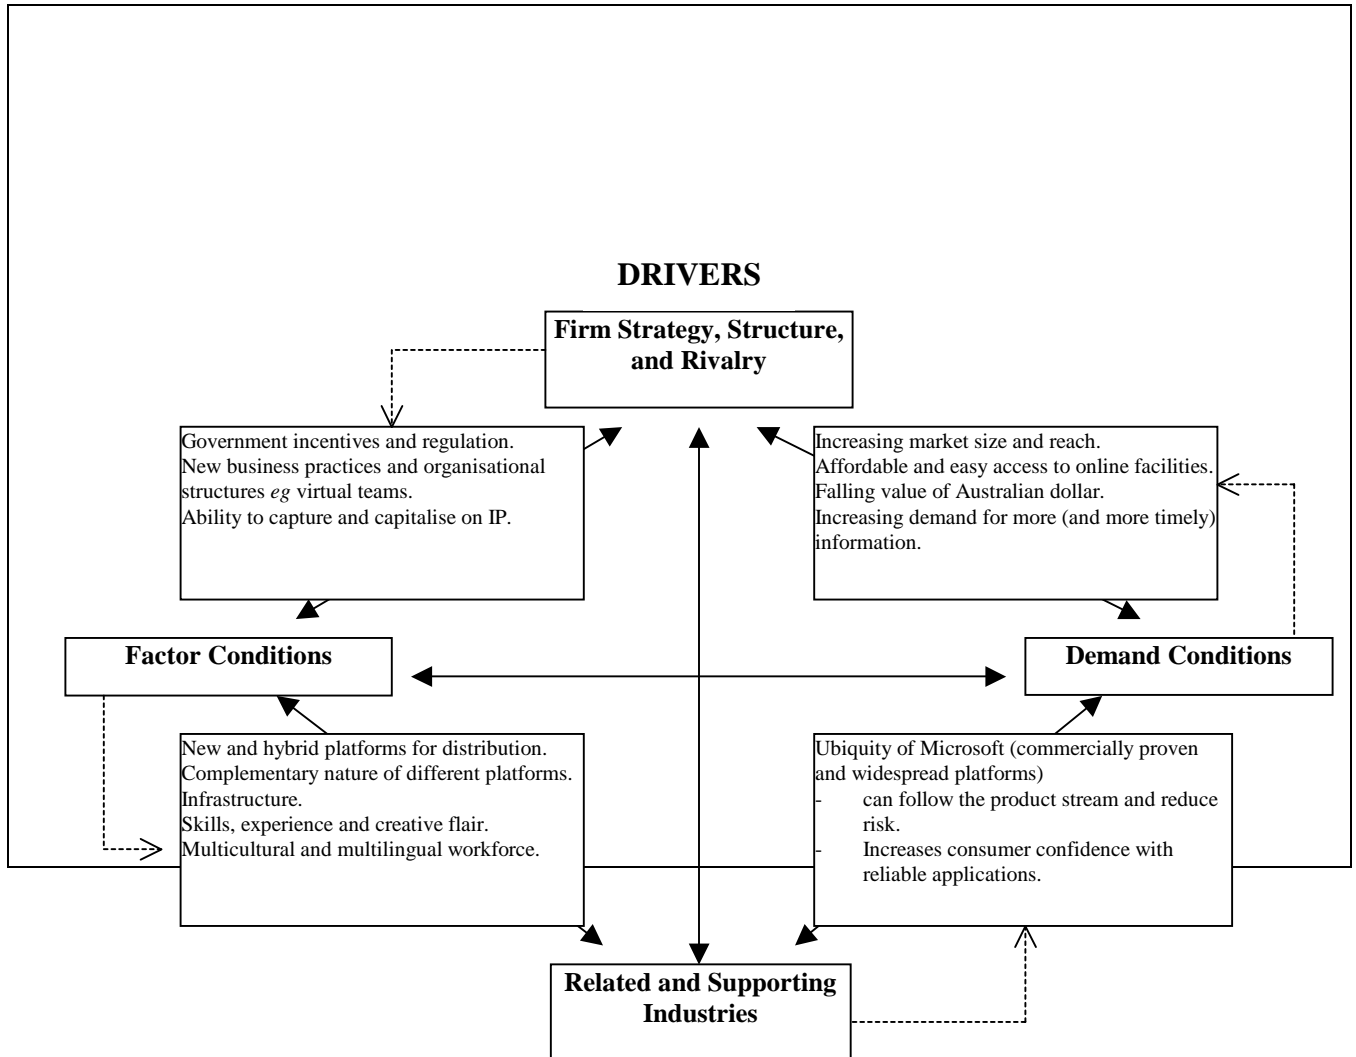 DRIVERS
Firm Strategy, Structure,
and Rivalry
Government incentives and regulation.
New business practices and organisational
structures eg virtual teams.
Ability to capture and capitalise on IP.
Increasing market size and reach.
Affordable and easy access to online facilities.
Falling value of Australian dollar.
Increasing demand for more (and more timely)
information.
Factor Conditions
Demand Conditions
New and hybrid platforms for distribution.
Complementary nature of different platforms.
Infrastructure.
Skills, experience and creative flair.
Multicultural and multilingual workforce.
Ubiquity of Microsoft (commercially proven
and widespread platforms)
- can follow the product stream and reduce
risk.
- Increases consumer confidence with
reliable applications.
Related and Supporting
Industries